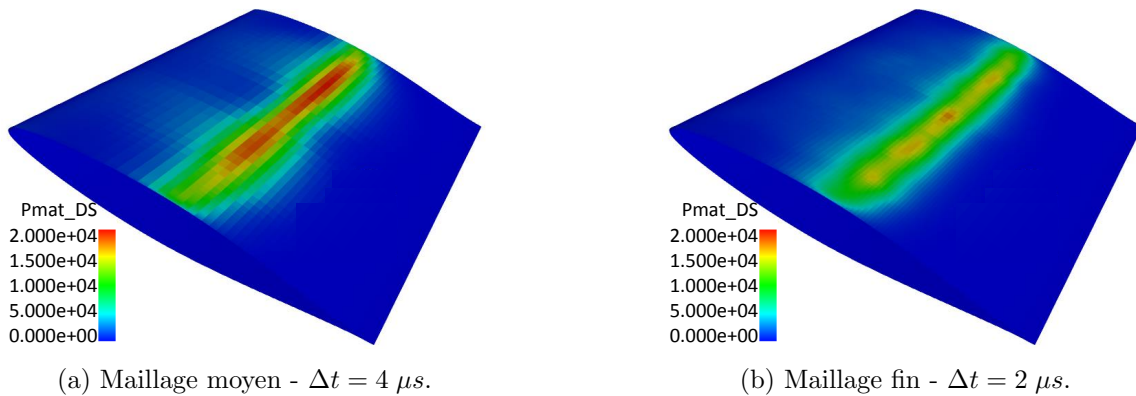 Pmat_DS
2.000e+04
1.500e+04
1.000e+04
5.000e+04
0.000e+00
(a) Maillage moyen - Δt = 4 μs.
Pmat_DS
2.000e+04
1.500e+04
1.000e+04
5.000e+04
0.000e+00
(b) Maillage fin - Δt = 2 μs.